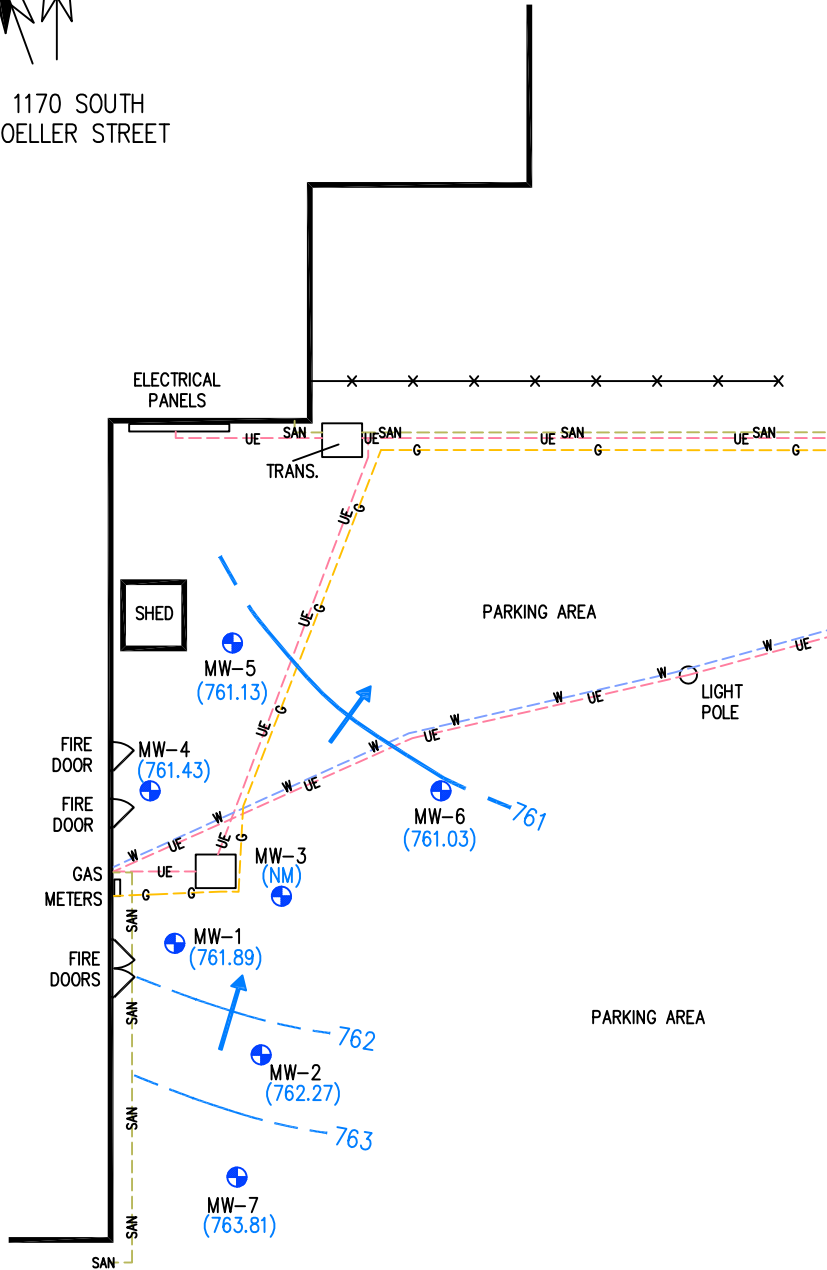 1170 SOUTH
OELLER STREET
ELECTRICAL
PANELS
UE
SAN
UE
SAN
UE
SAN
UE
SAN
G
G
G
TRANS.
UE
G
SHED
UE
G
PARKING AREA
MW-5
(761.13)
W
UE
W
LIGHT
POLE
W
UE
W
UE
G
UE
W
FIRE
DOOR
MW-4
(761.43)
W
UE
761
FIRE
DOOR
MW-6
(761.03)
W
UE
G
UE
W
MW-3
(NM)
GAS
METERS
UE
G
G
SAN
MW-1
(761.89)
FIRE
DOORS
SAN
PARKING AREA
762
MW-2
(762.27)
SAN
763
MW-7
(763.81)
SAN
SAN